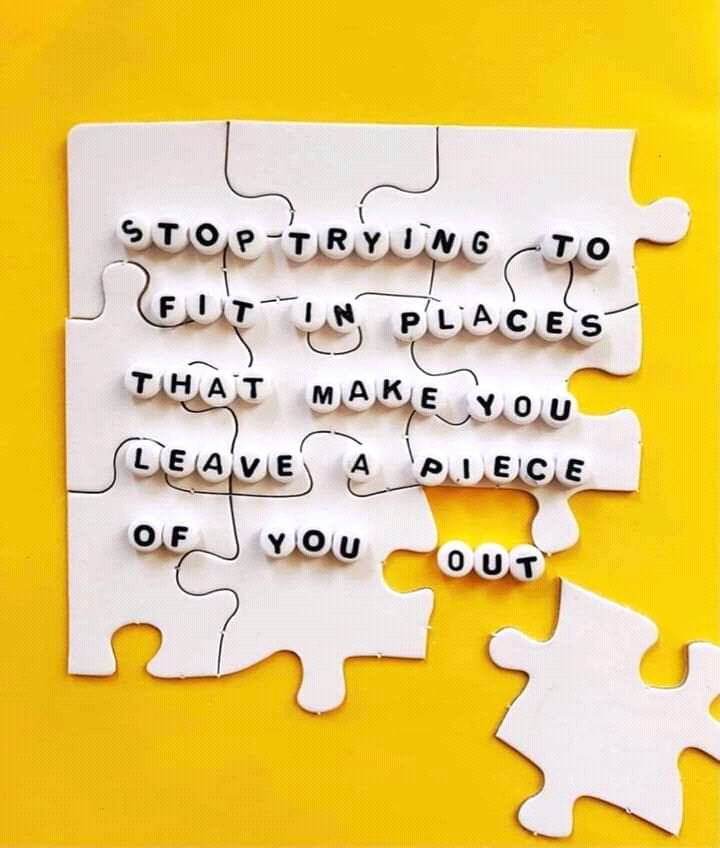 STOP TRYING TO
FIT IN PLACES
THAT MAKE YOU
LEAVE A PIECE
OF YOU OUT